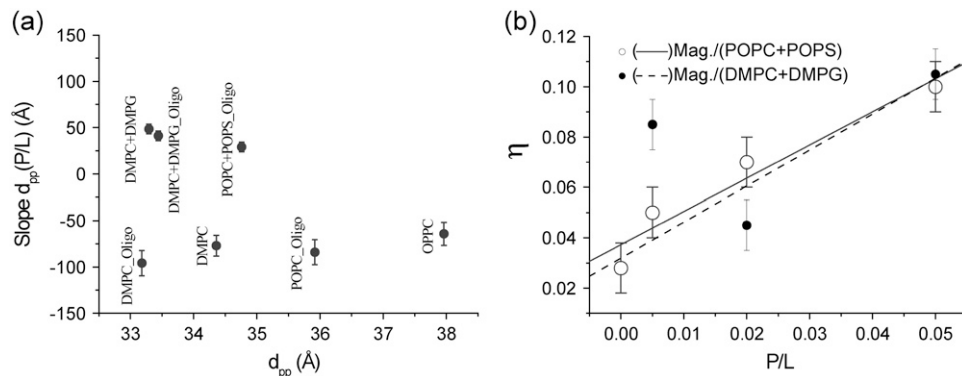 (a)
Slope d_pp(P/L) (Å)
150
100
50
0
-50
-100
-150
DMPC+DMPG
DMPC+DMPG_Oligo
POPC+POPS_Oligo
DMPC_Oligo
DMPC
POPC_Oligo
OPPC
33
34
35
36
37
38
d_pp (Å)
(b)
η
0.12
0.10
0.08
0.06
0.04
0.02
(—)Mag./(POPC+POPS)
(---)Mag./(DMPC+DMPG)
0.00
0.01
0.02
0.03
0.04
0.05
P/L